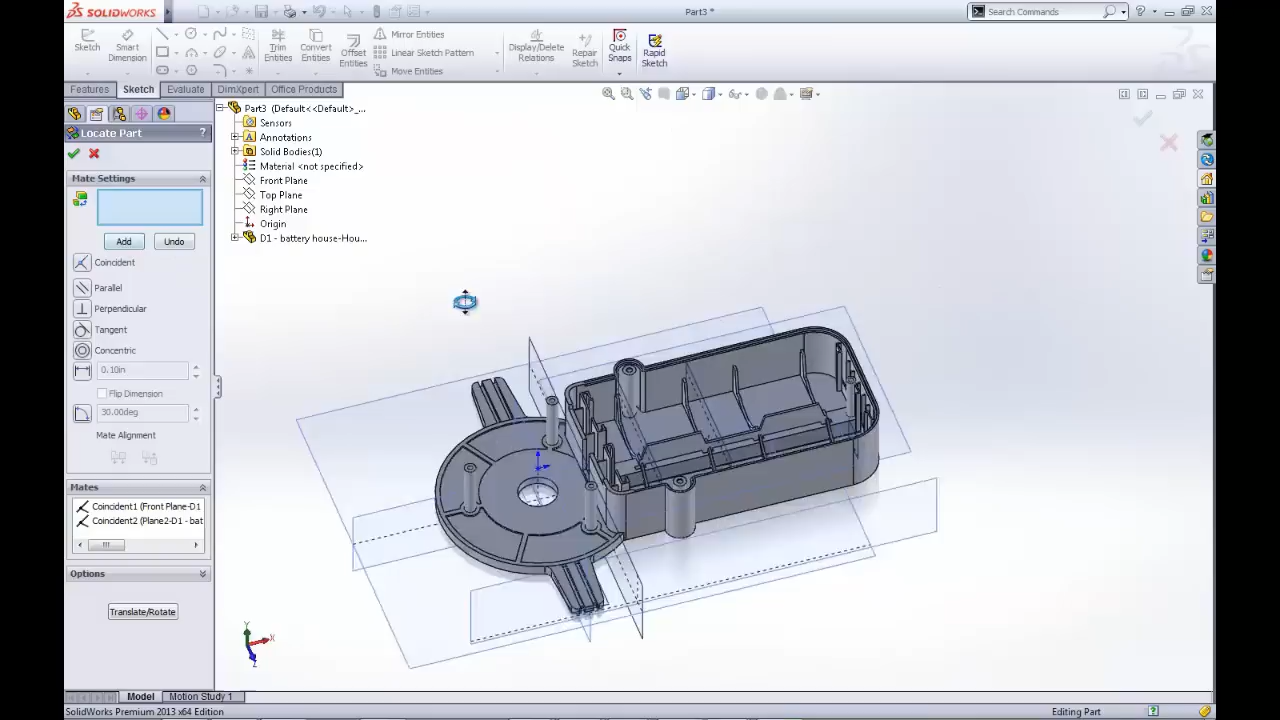 SOLIDWORKS
Part3 *
Search Commands
Sketch
Smart Dimension
Trim Entities
Convert Entities
Offset Entities
Mirror Entities
Linear Sketch Pattern
Move Entities
Display/Delete Relations
Repair Sketch
Quick Snaps
Rapid Sketch
Features
Sketch
Evaluate
DimXpert
Office Products
Locate Part
?
Mate Settings
Add
Undo
Coincident
Parallel
Perpendicular
Tangent
Concentric
0.10in
Flip Dimension
30.00deg
Mate Alignment
Mates
Coincident1 (Front Plane-D1
Coincident2 (Plane2-D1 - bat
Options
Translate/Rotate
Part3 (Default<<Default>_...
Sensors
Annotations
Solid Bodies(1)
Material <not specified>
Front Plane
Top Plane
Right Plane
Origin
D1 - battery house-Hou...
Y
X
Z
Model
Motion Study 1
SolidWorks Premium 2013 x64 Edition
Editing Part